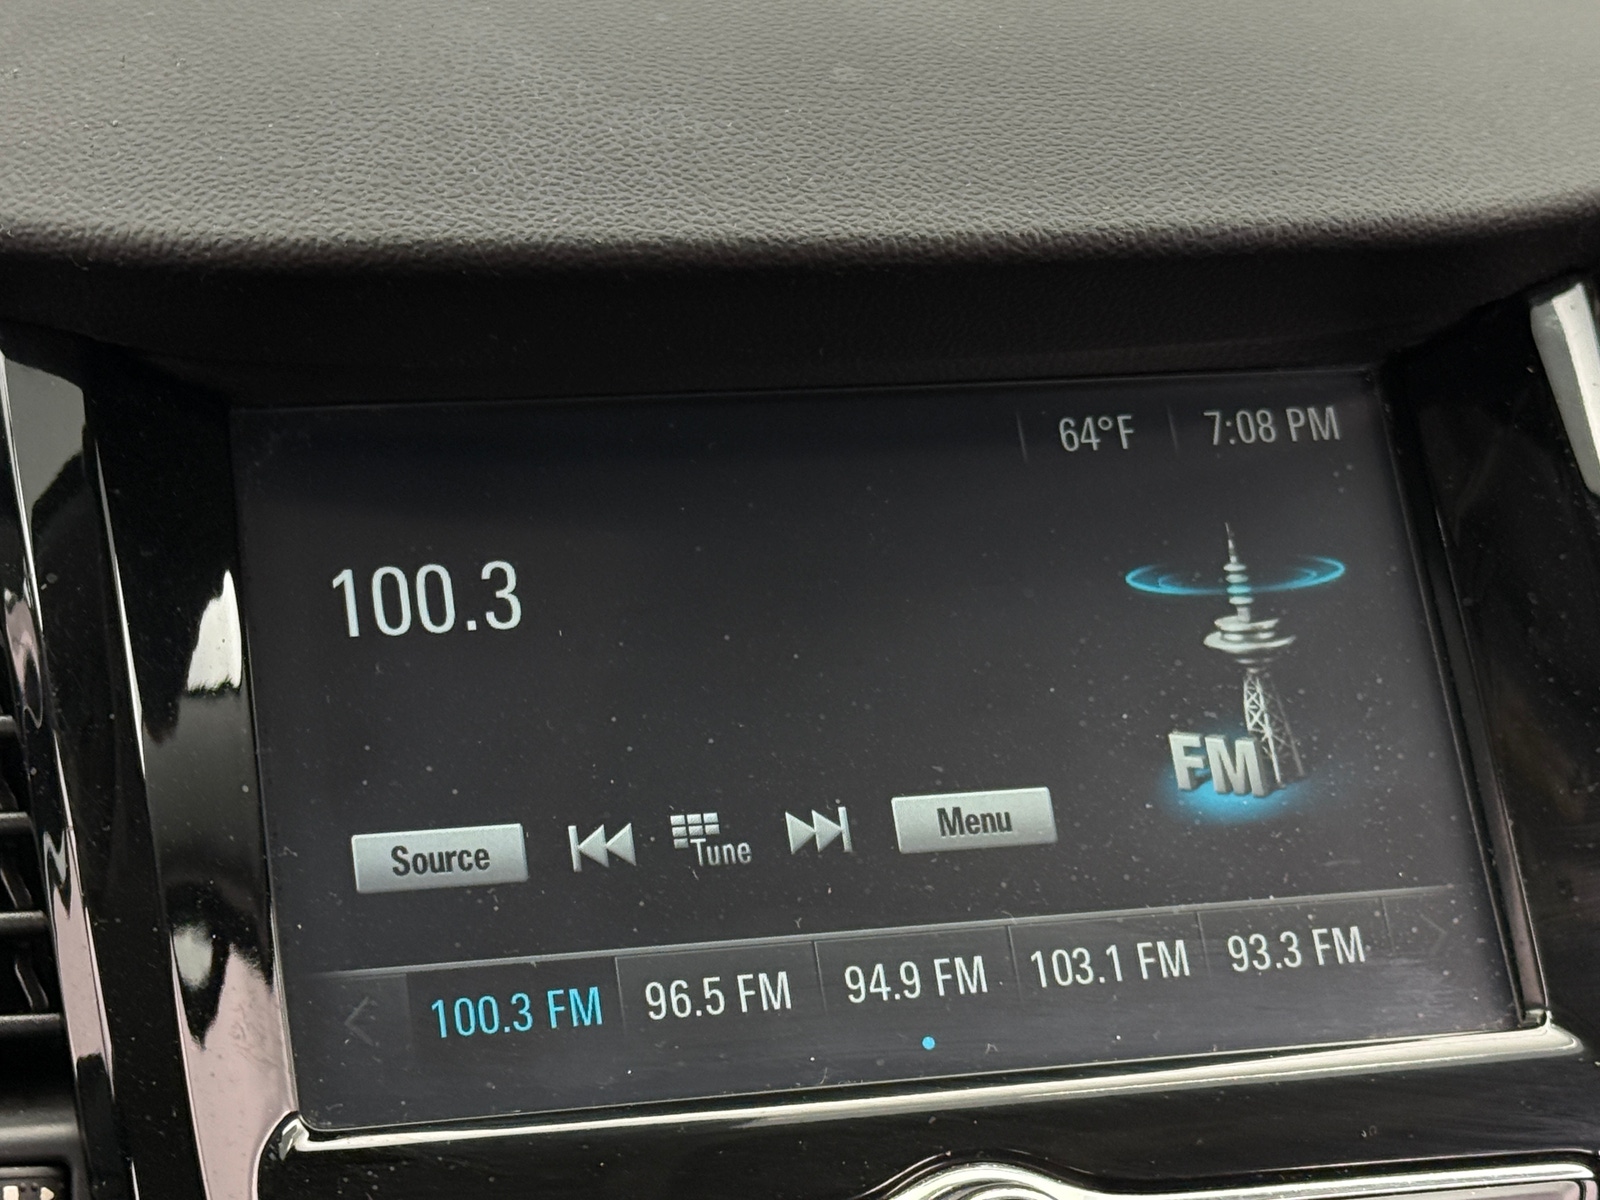 64°F 7:08 PM
100.3
FM
Source Tune Menu
100.3 FM 96.5 FM 94.9 FM 103.1 FM 93.3 FM